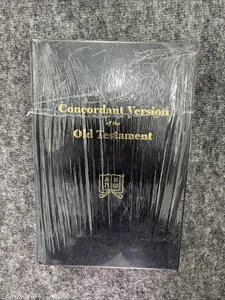 Concordant Version
of the
Old Testament